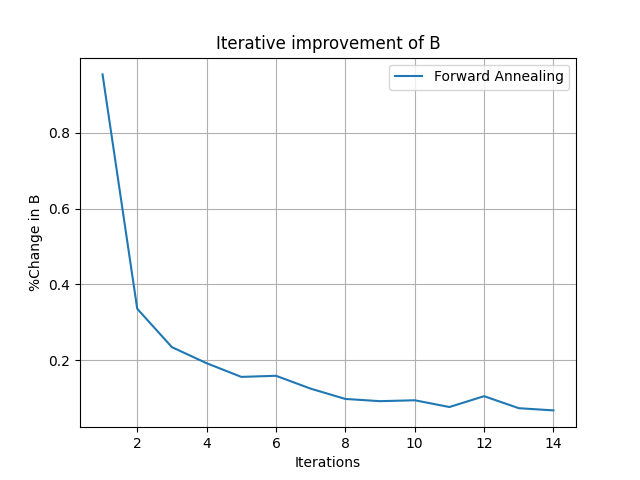 Iterative improvement of B
Forward Annealing
%Change in B
0.8
0.6
0.4
0.2
2 4 6 8 10 12 14
Iterations